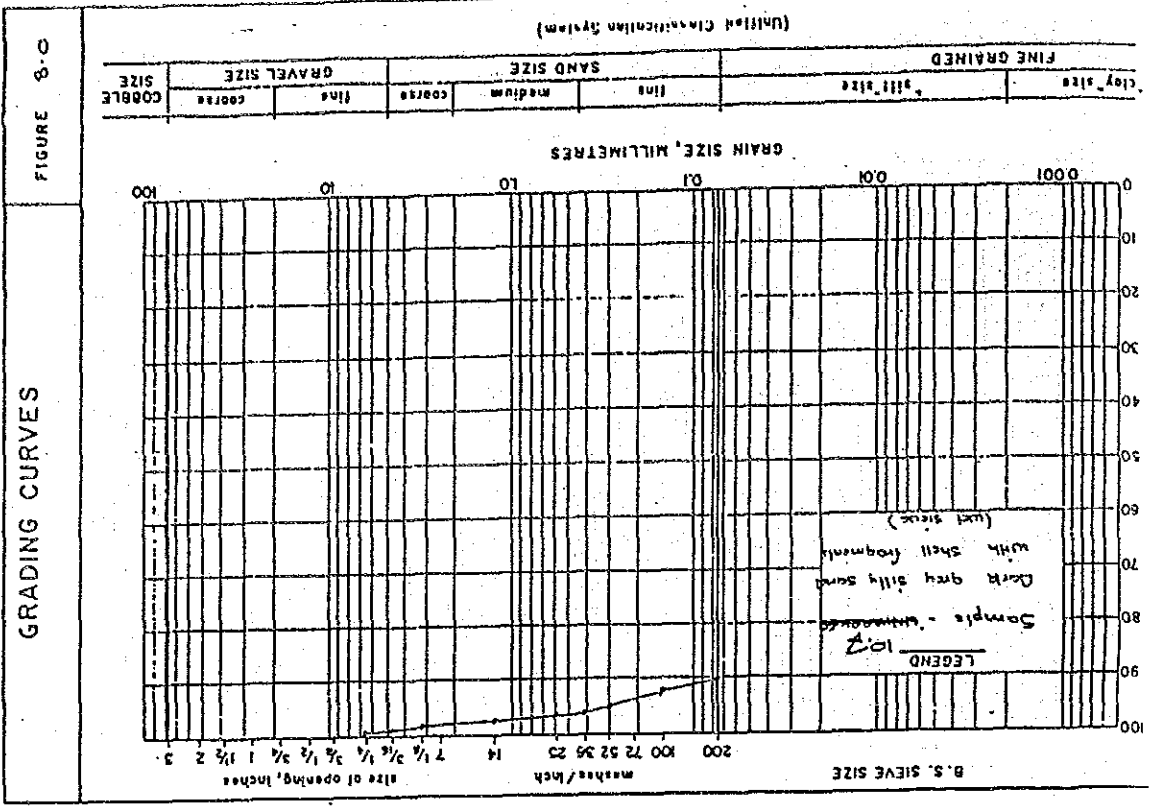 GRADING CURVES
FIGURE 8-0
B.S. SIEVE SIZE
meshes/inch
size of opening, inches
200 100 72 52 36 25 14 7 1/8 3/16 1/4 3/8 1/2 3/4 1 1½ 2 3
100
90
80
70
60
50
40
30
20
10
0
LEGEND
10.7
Sample -
Dark grey silty sand
with shell fragments
(wet sieve)
0.001 0.01 0.1 1.0 10 100
GRAIN SIZE, MILLIMETRES
"clay" size "silt" size fine medium coarse fine coarse COBBLE SIZE
FINE GRAINED SAND SIZE GRAVEL SIZE
(Unified Classification System)